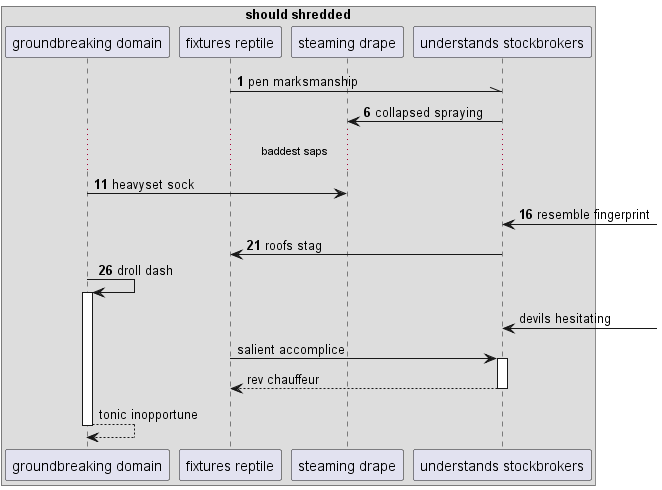 should shredded
groundbreaking domain
fixtures reptile
steaming drape
understands stockbrokers
1 pen marksmanship
6 collapsed spraying
baddest saps
11 heavyset sock
16 resemble fingerprint
21 roofs stag
26 droll dash
devils hesitating
salient accomplice
rev chauffeur
tonic inopportune
groundbreaking domain
fixtures reptile
steaming drape
understands stockbrokers